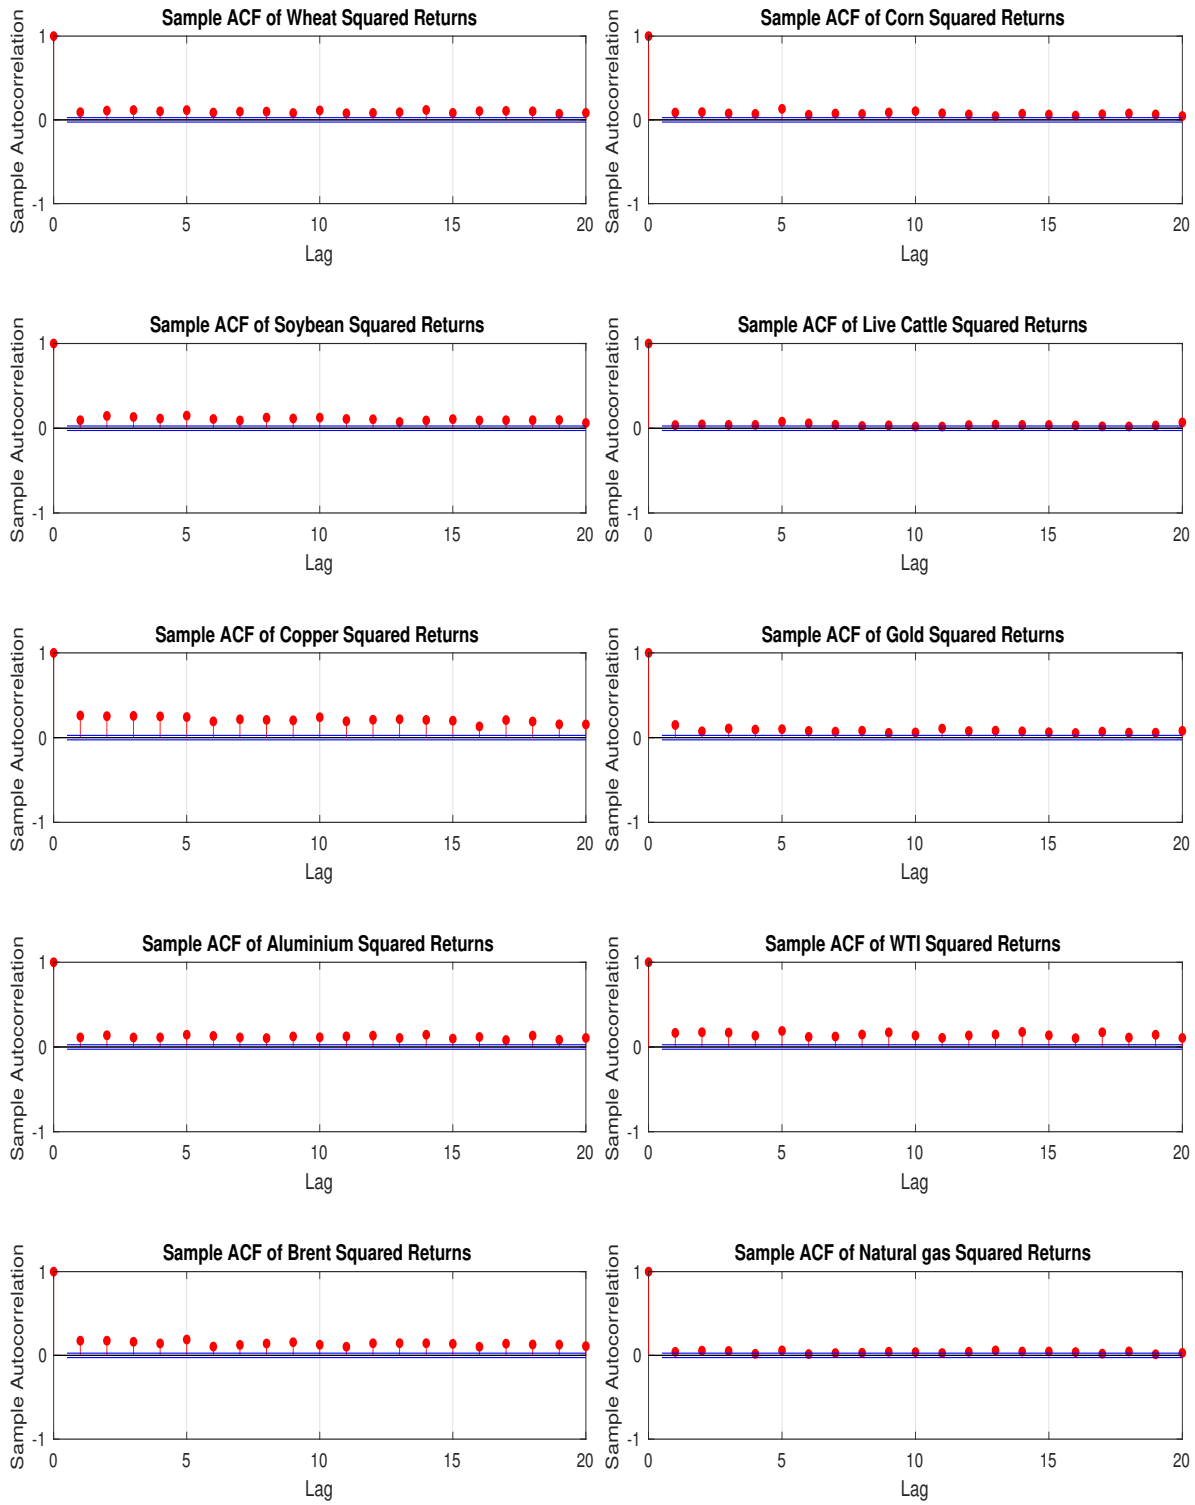 Sample ACF of Wheat Squared Returns
Sample Autocorrelation
1
0
-1
0 5 10 15 20
Lag
Sample ACF of Corn Squared Returns
Sample Autocorrelation
1
0
-1
0 5 10 15 20
Lag
Sample ACF of Soybean Squared Returns
Sample Autocorrelation
1
0
-1
0 5 10 15 20
Lag
Sample ACF of Live Cattle Squared Returns
Sample Autocorrelation
1
0
-1
0 5 10 15 20
Lag
Sample ACF of Copper Squared Returns
Sample Autocorrelation
1
0
-1
0 5 10 15 20
Lag
Sample ACF of Gold Squared Returns
Sample Autocorrelation
1
0
-1
0 5 10 15 20
Lag
Sample ACF of Aluminium Squared Returns
Sample Autocorrelation
1
0
-1
0 5 10 15 20
Lag
Sample ACF of WTI Squared Returns
Sample Autocorrelation
1
0
-1
0 5 10 15 20
Lag
Sample ACF of Brent Squared Returns
Sample Autocorrelation
1
0
-1
0 5 10 15 20
Lag
Sample ACF of Natural gas Squared Returns
Sample Autocorrelation
1
0
-1
0 5 10 15 20
Lag